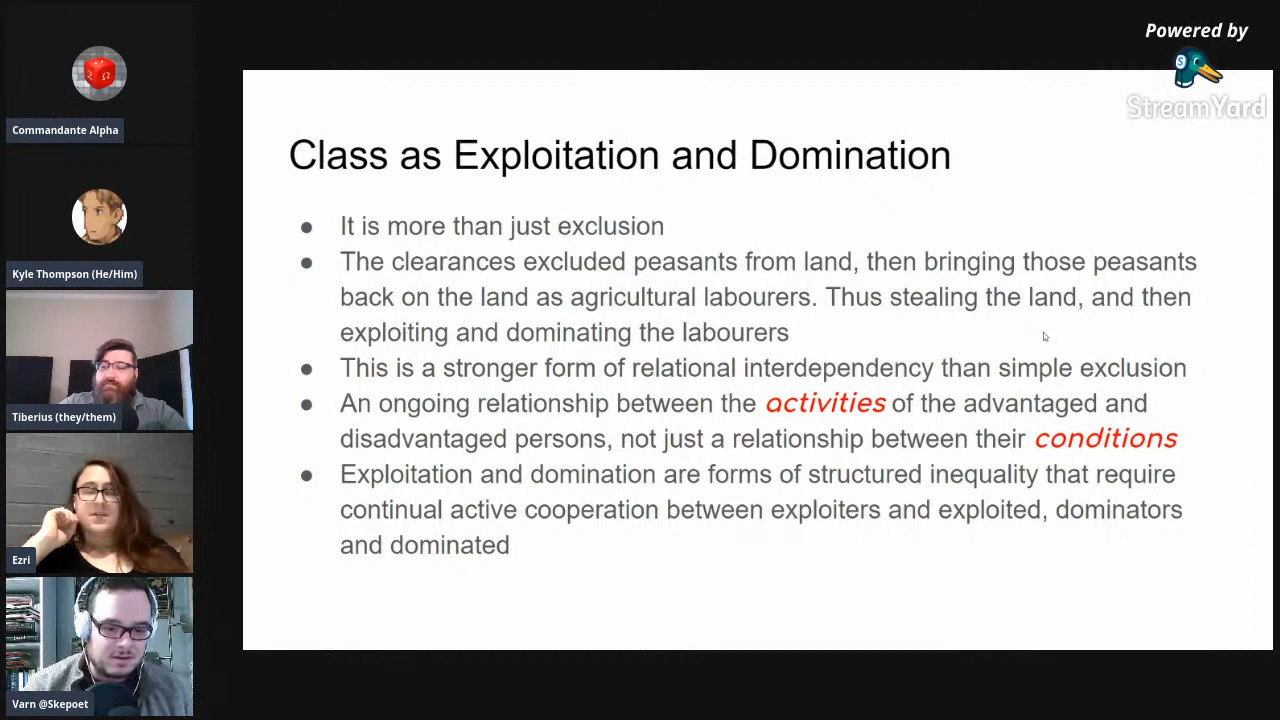 Powered by
StreamYard
Commandante Alpha
Kyle Thompson (He/Him)
Tiberius (they/them)
Ezri
Varn @Skepoet
Class as Exploitation and Domination
● It is more than just exclusion
● The clearances excluded peasants from land, then bringing those peasants
back on the land as agricultural labourers. Thus stealing the land, and then
exploiting and dominating the labourers
● This is a stronger form of relational interdependency than simple exclusion
● An ongoing relationship between the activities of the advantaged and
disadvantaged persons, not just a relationship between their conditions
● Exploitation and domination are forms of structured inequality that require
continual active cooperation between exploiters and exploited, dominators
and dominated